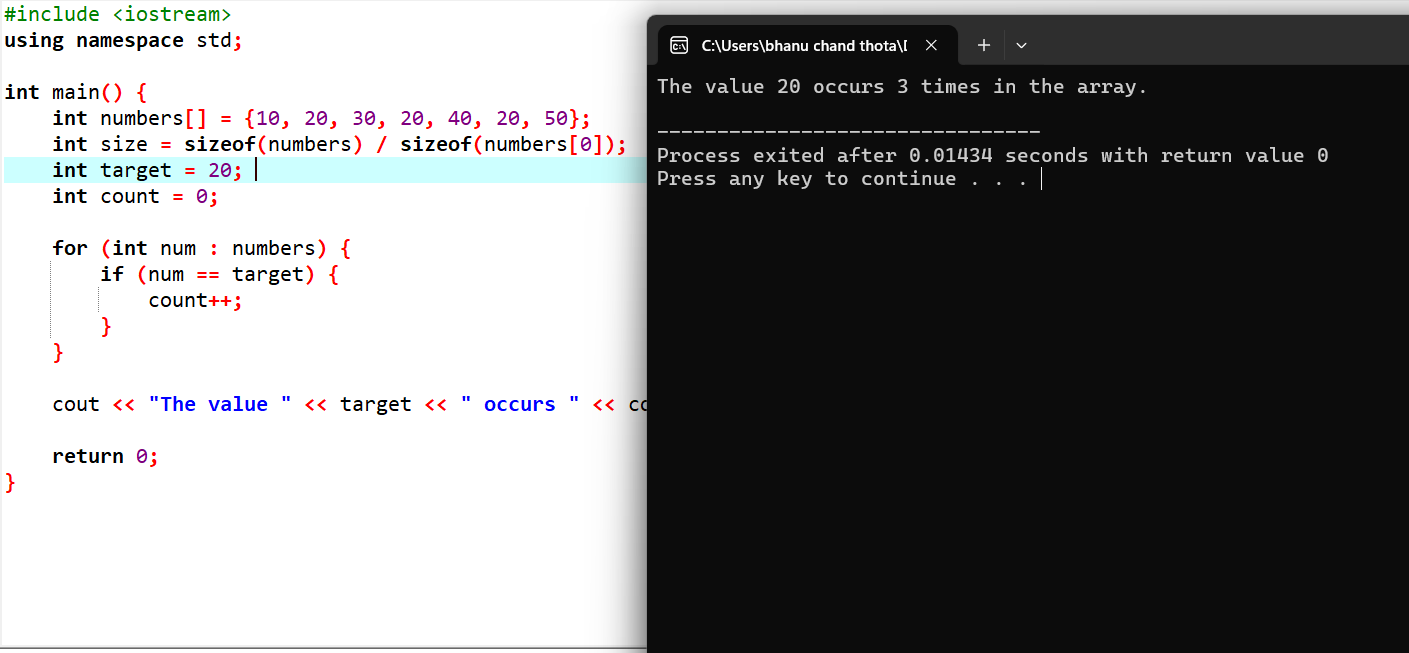 #include <iostream>
using namespace std;
int main() {
    int numbers[] = {10, 20, 30, 20, 40, 20, 50};
    int size = sizeof(numbers) / sizeof(numbers[0]);
    int target = 20;
    int count = 0;
    for (int num : numbers) {
        if (num == target) {
            count++;
        }
    }
    cout << "The value " << target << " occurs " <<
    return 0;
}
C:\Users\bhanu chand thota\
The value 20 occurs 3 times in the array.
--------------------------------
Process exited after 0.01434 seconds with return value 0
Press any key to continue . . .